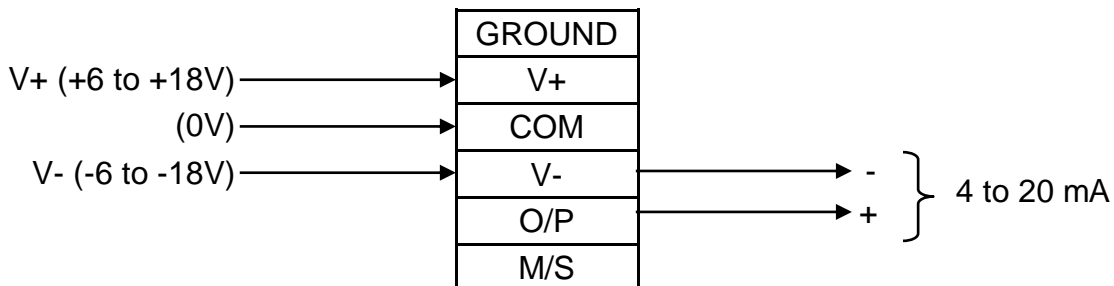 GROUND
V+ (+6 to +18V)
V+
(0V)
COM
V- (-6 to -18V)
V-
-
4 to 20 mA
O/P
+
M/S